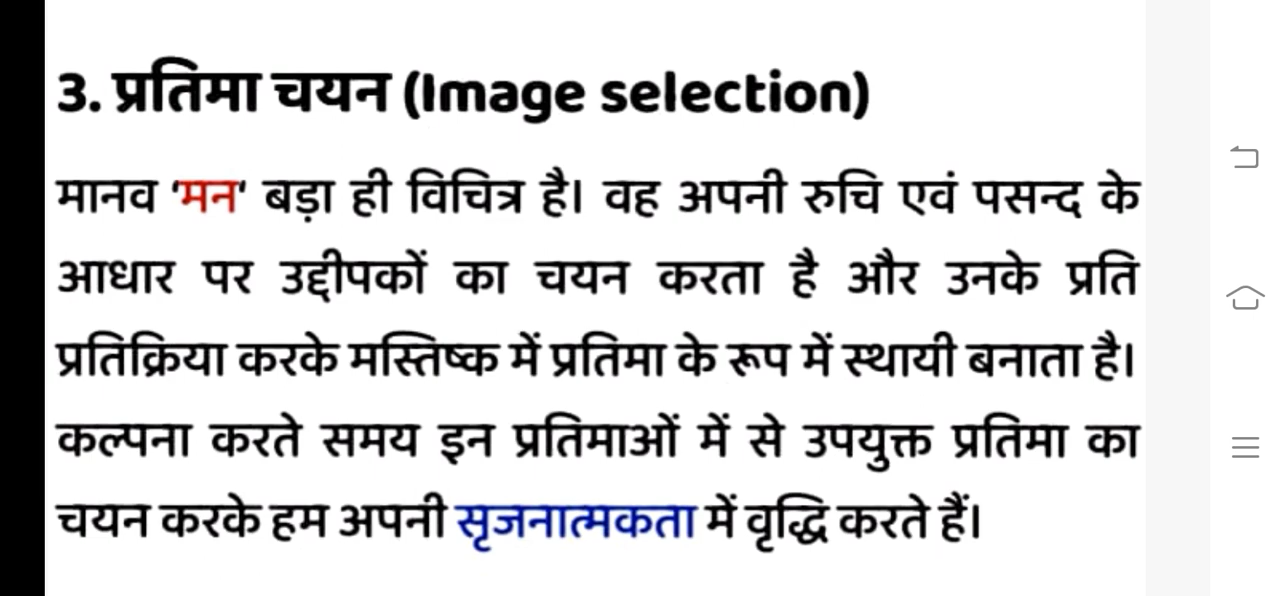 3. प्रतिमा चयन (Image selection)
मानव 'मन' बड़ा ही विचित्र है। वह अपनी रुचि एवं पसन्द के
आधार पर उद्दीपकों का चयन करता है और उनके प्रति
प्रतिक्रिया करके मस्तिष्क में प्रतिमा के रूप में स्थायी बनाता है।
कल्पना करते समय इन प्रतिमाओं में से उपयुक्त प्रतिमा का
चयन करके हम अपनी सृजनात्मकता में वृद्धि करते हैं।